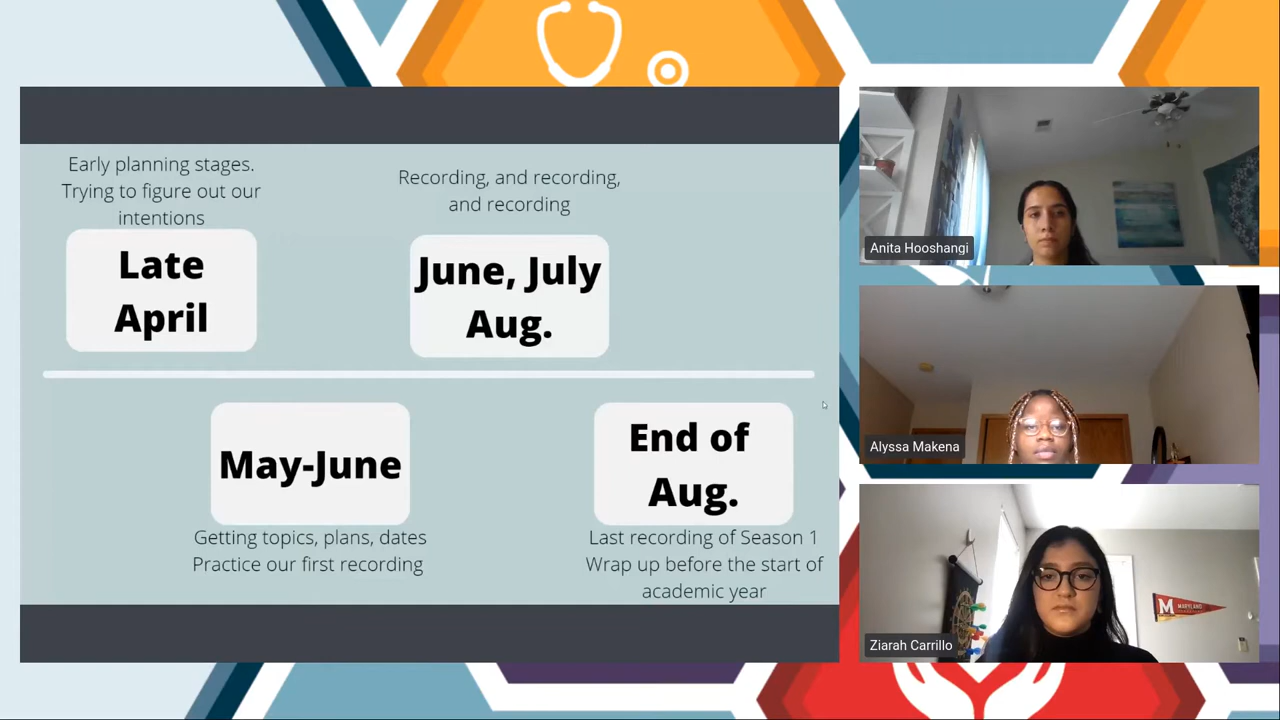 Early planning stages.
Trying to figure out our
intentions
Late
April
Recording, and recording,
and recording
June, July
Aug.
May-June
Getting topics, plans, dates
Practice our first recording
End of
Aug.
Last recording of Season 1
Wrap up before the start of
academic year
Anita Hooshangi
Alyssa Makena
Ziarah Carrillo
M MARYLAND